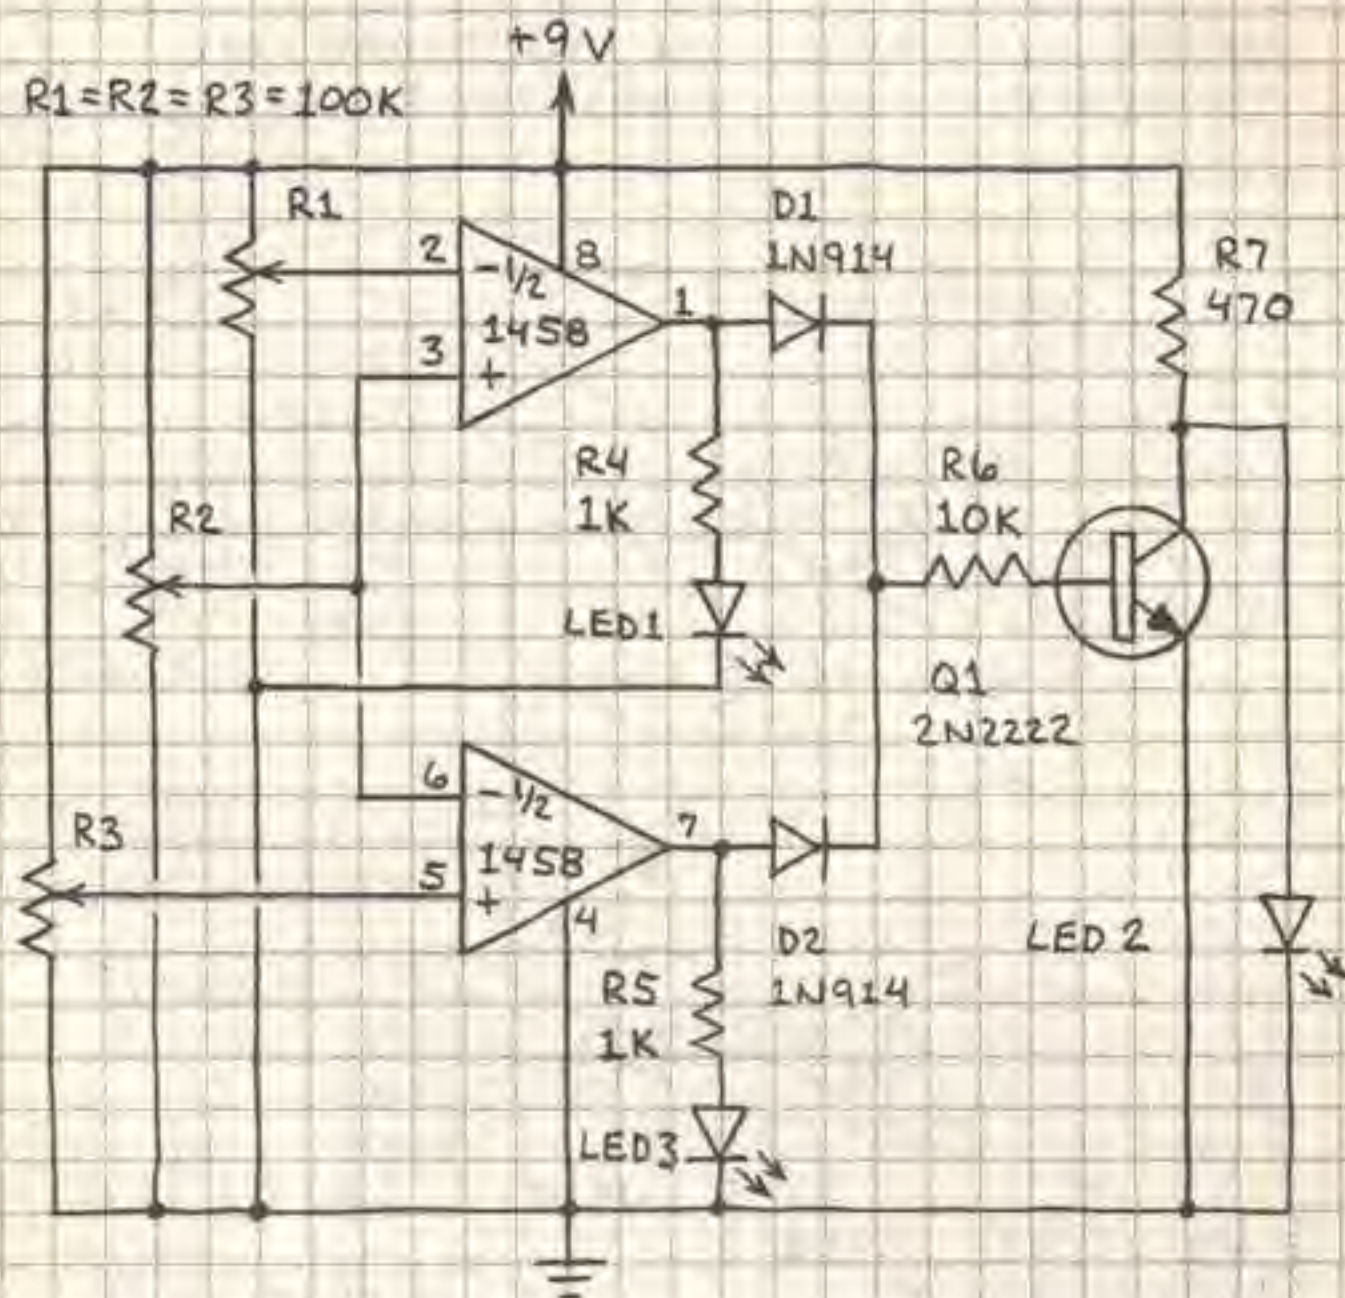 +9V
R1=R2=R3=100K
R1
D1
1N914
R7
470
2
-1/2
8
1458
1
3
+
R4
1K
R6
10K
R2
LED1
Q1
2N2222
6
-1/2
7
R3
1458
5
+
4
D2
1N914
LED 2
R5
1K
LED3